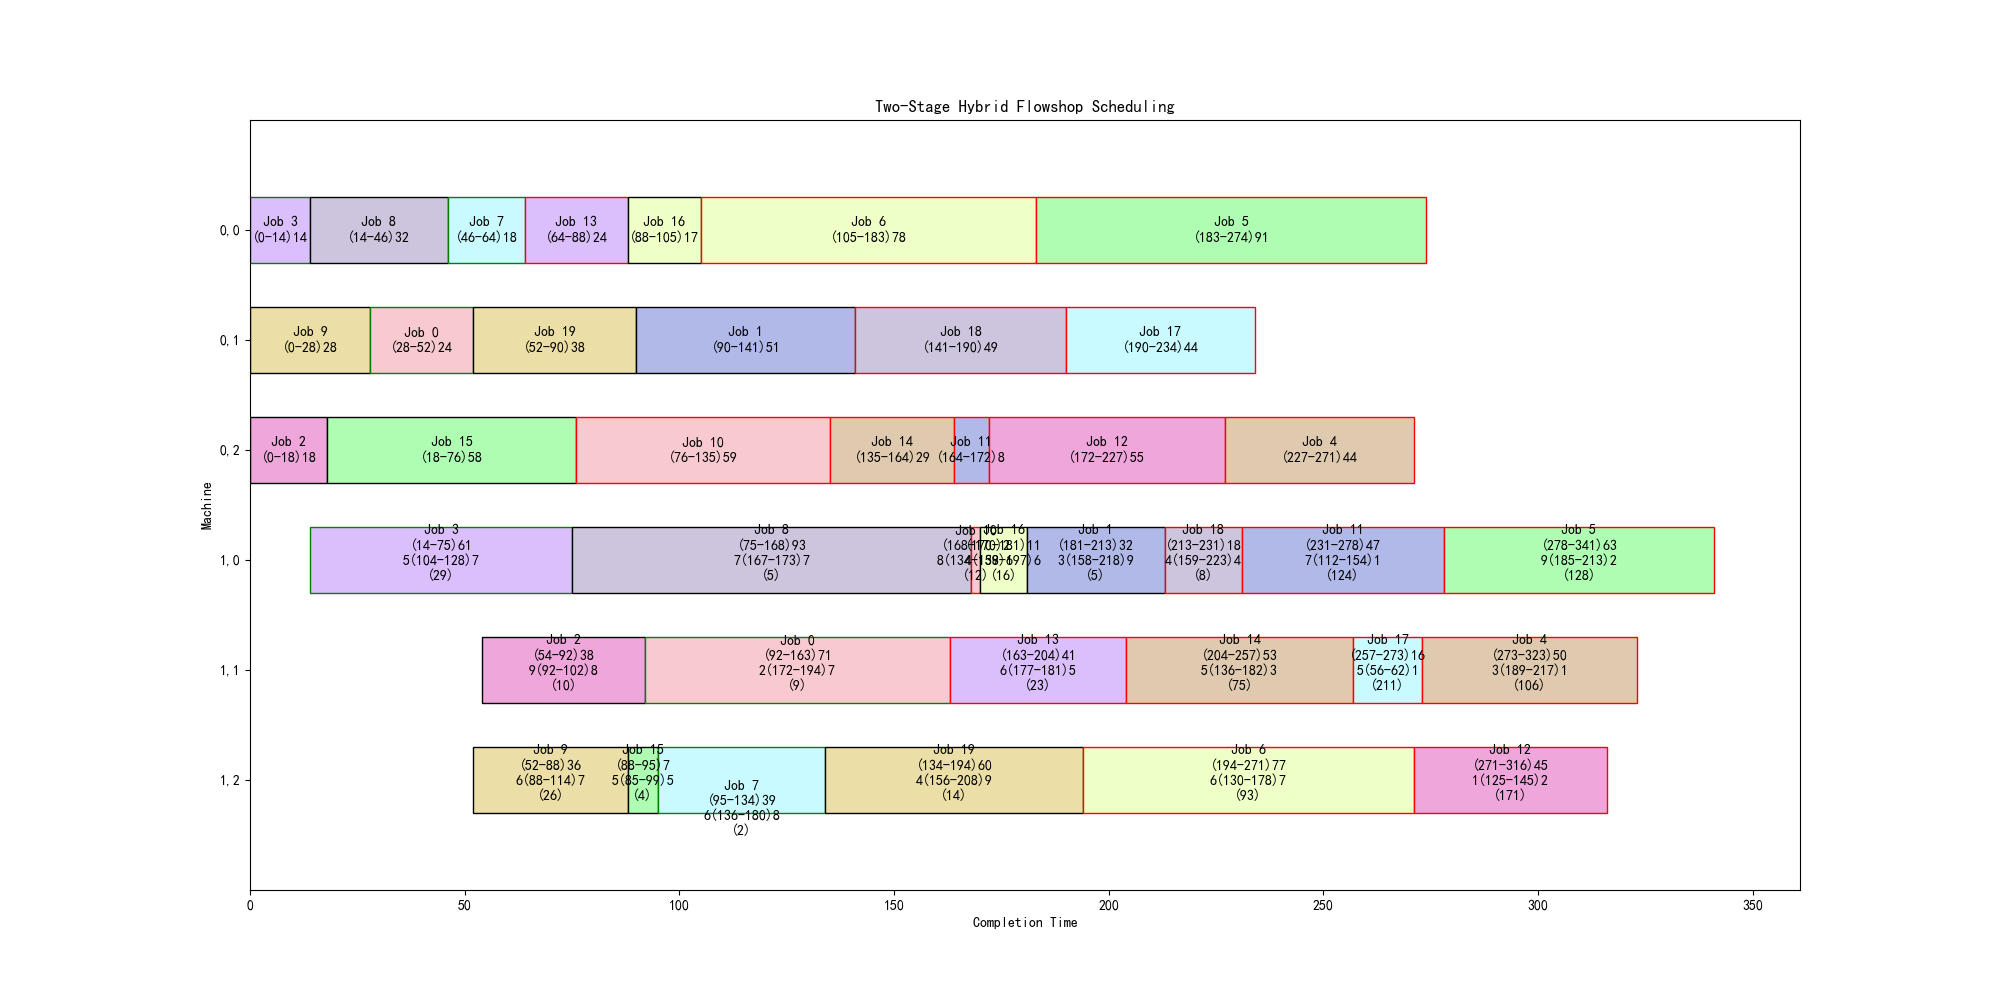 Two-Stage Hybrid Flowshop Scheduling
0,0
Job 3
(0-14)14
Job 8
(14-46)32
Job 7
(46-64)18
Job 13
(64-88)24
Job 16
(88-105)17
Job 6
(105-183)78
Job 5
(183-274)91
0,1
Job 9
(0-28)28
Job 0
(28-52)24
Job 19
(52-90)38
Job 1
(90-141)51
Job 18
(141-190)49
Job 17
(190-234)44
0,2
Job 2
(0-18)18
Job 15
(18-76)58
Job 10
(76-135)59
Job 14
(135-164)29
Job 11
(164-172)8
Job 12
(172-227)55
Job 4
(227-271)44
Machine
1,0
Job 3
(14-75)61
5(104-128)7
(29)
Job 8
(75-168)93
7(167-173)7
(5)
Job 10
(168-170)2
(12)
Job 16
(170-181)11
(16)
Job 1
(181-213)32
3(158-218)9
(5)
Job 18
(213-231)18
4(159-223)4
(8)
Job 11
(231-278)47
7(112-154)1
(124)
Job 5
(278-341)63
9(185-213)2
(128)
1,1
Job 2
(54-92)38
9(92-102)8
(10)
Job 0
(92-163)71
2(172-194)7
(9)
Job 13
(163-204)41
6(177-181)5
(23)
Job 14
(204-257)53
5(136-182)3
(75)
Job 17
(257-273)16
5(56-62)1
(211)
Job 4
(273-323)50
3(189-217)1
(106)
1,2
Job 9
(52-88)36
6(88-114)7
(26)
Job 15
(88-95)7
5(85-99)5
(4)
Job 7
(95-134)39
6(136-180)8
(2)
Job 19
(134-194)60
4(156-208)9
(14)
Job 6
(194-271)77
6(130-178)7
(93)
Job 12
(271-316)45
1(125-145)2
(171)
0
50
100
150
200
250
300
350
Completion Time